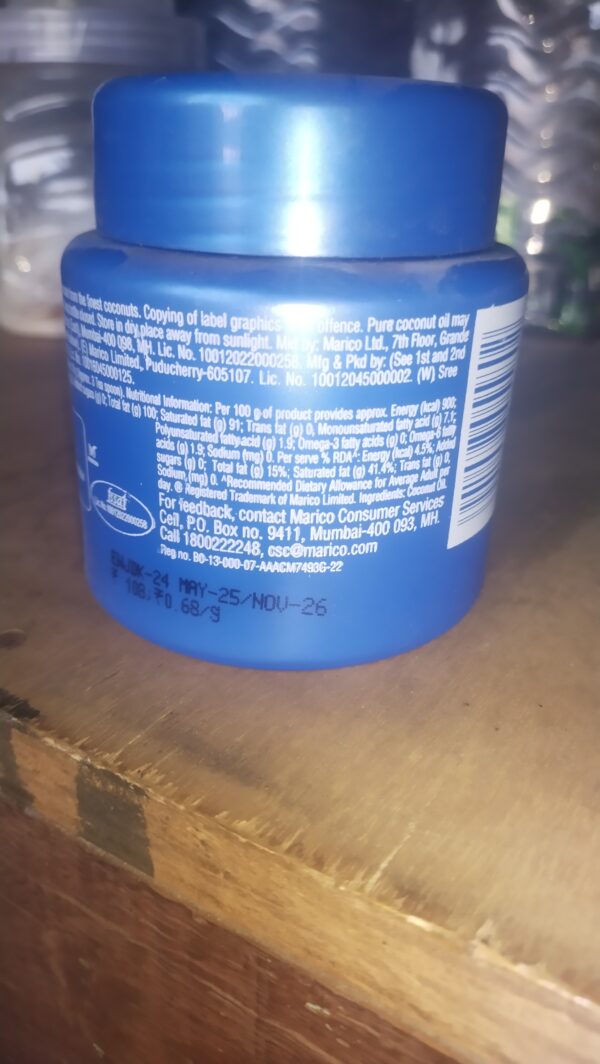 the finest coconuts. Copying of label graphics offence. Pure coconut oil may
Store in dry place away from sunlight. Mktd by: Marico Ltd., 7th Floor, Grande
Mumbai-400 098, MH. Lic. No. 10012022000258. Mfg & Pkd by: (See 1st and 2nd
Marico Limited, Puducherry-605107. Lic. No. 10012045000002. (W) Sree
Nutritional Information: Per 100 g of product provides approx. Energy (kcal) 900;
Total fat (g) 100; Saturated fat (g) 91; Trans fat (g) 0, Monounsaturated fatty acid (g) 7.1;
Polyunsaturated fatty acid (g) 1.9; Omega-3 fatty acids (g) 0; Omega-6 fatty
acids (g) 1.9; Sodium (mg) 0. Per serve % RDA^: Energy (kcal) 4.5%; Added
sugars (g) 0; Total fat (g) 15%; Saturated fat (g) 41.4%; Trans fat (g) 0;
Sodium (mg) 0. ^Recommended Dietary Allowance for Average Adult per
day. @ Registered Trademark of Marico Limited. Ingredients: Coconut Oil.
fssai
For feedback, contact Marico Consumer Services
Cell, P.O. Box no. 9411, Mumbai-400 093, MH.
Call 1800222248, csc@marico.com
Reg no. BO-13-000-07-AAACM7493G-22
MAY-25/NOV-26
₹ 108,₹0.68/g